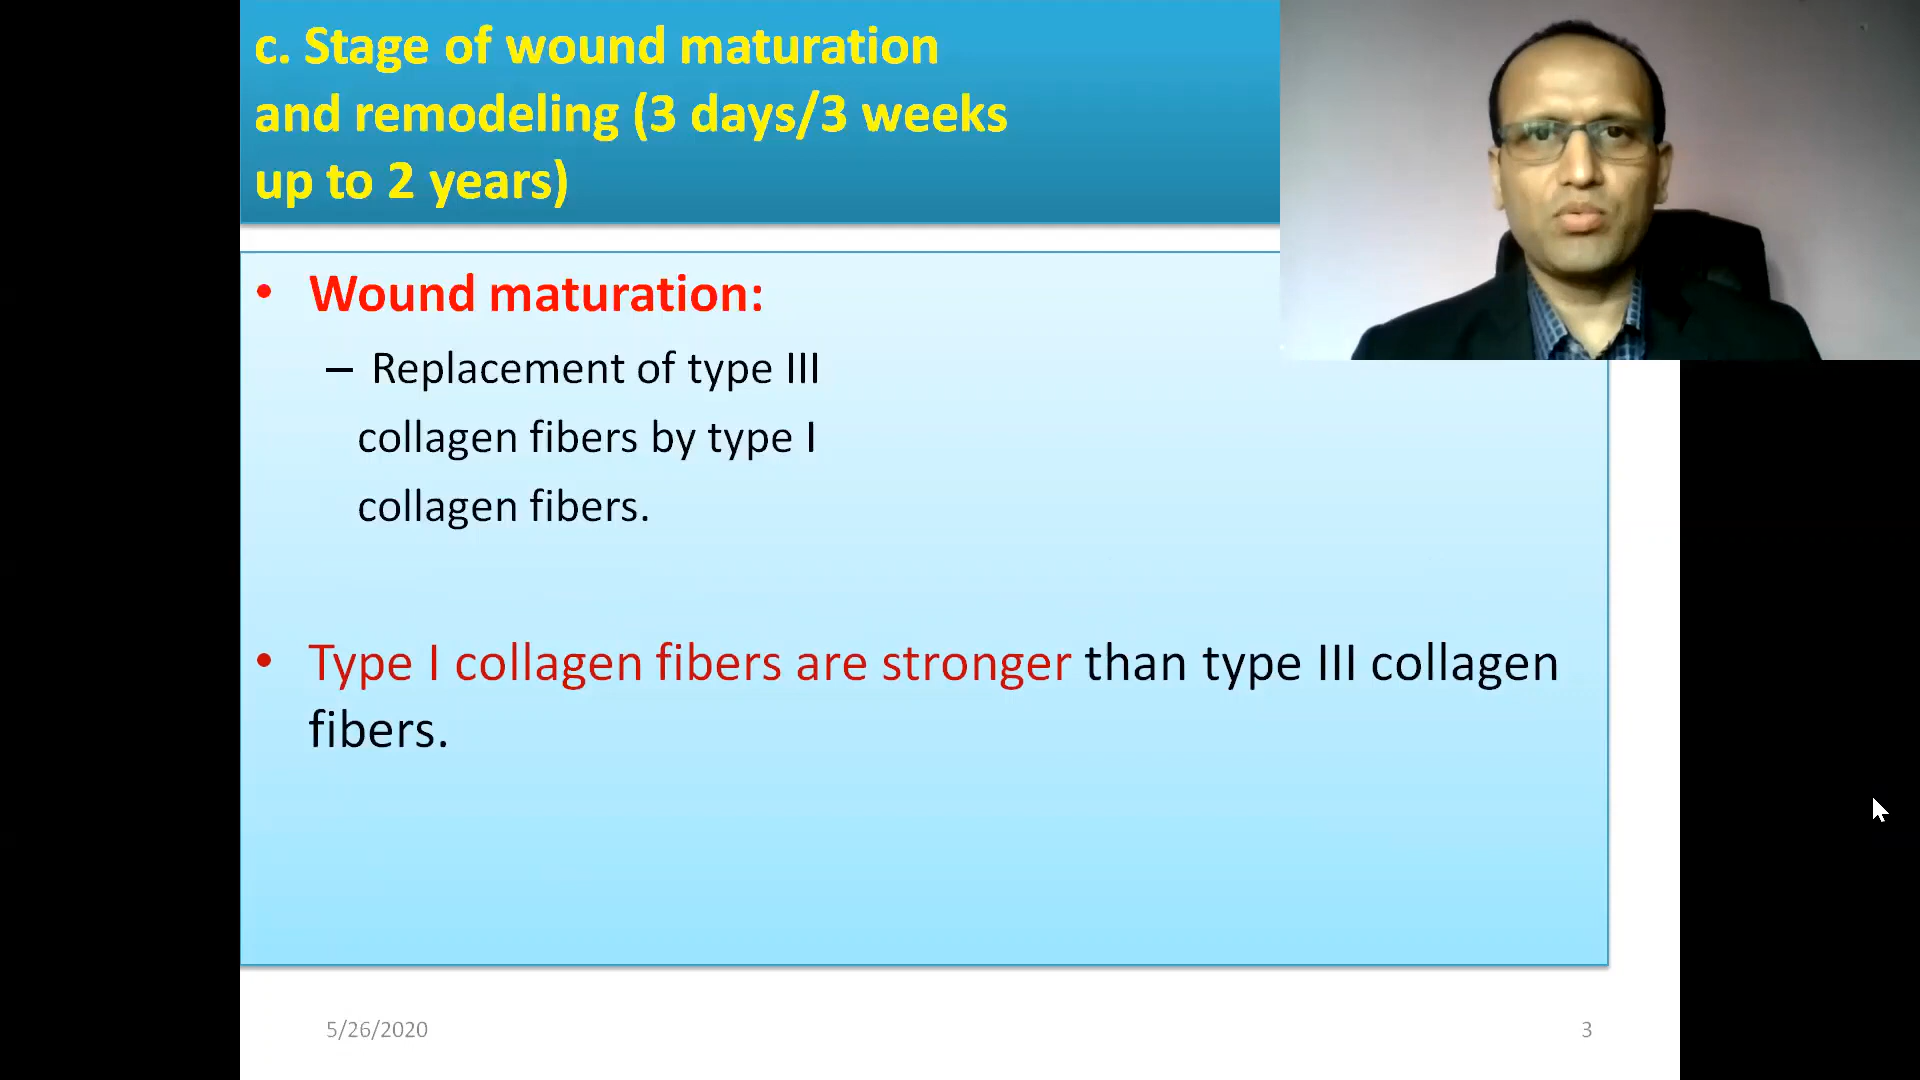 c. Stage of wound maturation
and remodeling (3 days/3 weeks
up to 2 years)
• Wound maturation:
– Replacement of type III
collagen fibers by type I
collagen fibers.
• Type I collagen fibers are stronger than type III collagen
fibers.
5/26/2020
3